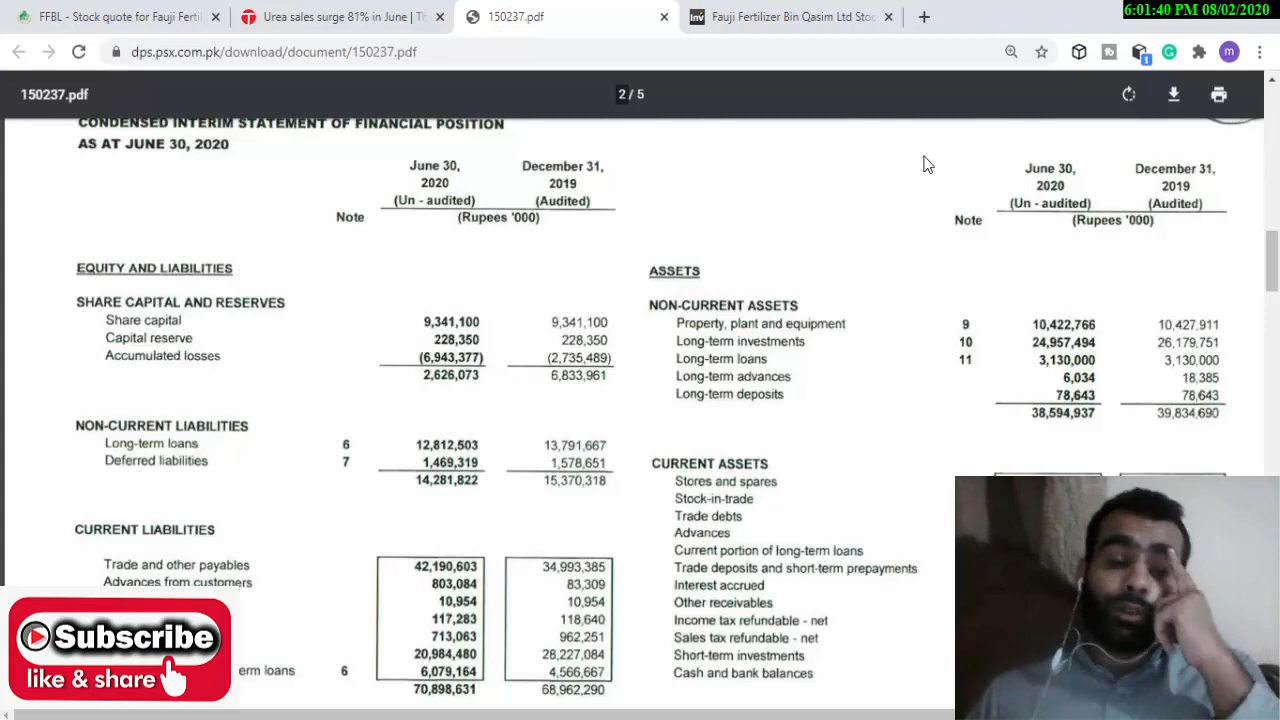 FFBL - Stock quote for Fauji Fertil
Urea sales surge 81% in June | Th
150237.pdf
Fauji Fertilizer Bin Qasim Ltd Stoc
6:01:40 PM 08/02/2020
dps.psx.com.pk/download/document/150237.pdf
150237.pdf
2 / 5
CONDENSED INTERIM STATEMENT OF FINANCIAL POSITION
AS AT JUNE 30, 2020
June 30, December 31, June 30, December 31,
2020 2019 2020 2019
(Un - audited) (Audited) (Un - audited) (Audited)
Note (Rupees '000) Note (Rupees '000)
EQUITY AND LIABILITIES
SHARE CAPITAL AND RESERVES
Share capital 9,341,100 9,341,100
Capital reserve 228,350 228,350
Accumulated losses (6,943,377) (2,735,489)
2,626,073 6,833,961
NON-CURRENT LIABILITIES
Long-term loans 6 12,812,503 13,791,667
Deferred liabilities 7 1,469,319 1,578,651
14,281,822 15,370,318
CURRENT LIABILITIES
Trade and other payables 42,190,603 34,993,385
Advances from customers 803,084 83,309
10,954 10,954
117,283 118,640
713,063 962,251
20,984,480 28,227,084
erm loans 6 6,079,164 4,566,667
70,898,631 68,962,290
ASSETS
NON-CURRENT ASSETS
Property, plant and equipment 9 10,422,766 10,427,911
Long-term investments 10 24,957,494 26,179,751
Long-term loans 11 3,130,000 3,130,000
Long-term advances 6,034 18,385
Long-term deposits 78,643 78,643
38,594,937 39,834,690
CURRENT ASSETS
Stores and spares
Stock-in-trade
Trade debts
Advances
Current portion of long-term loans
Trade deposits and short-term prepayments
Interest accrued
Other receivables
Income tax refundable - net
Sales tax refundable - net
Short-term investments
Cash and bank balances
Subscribe
like & share